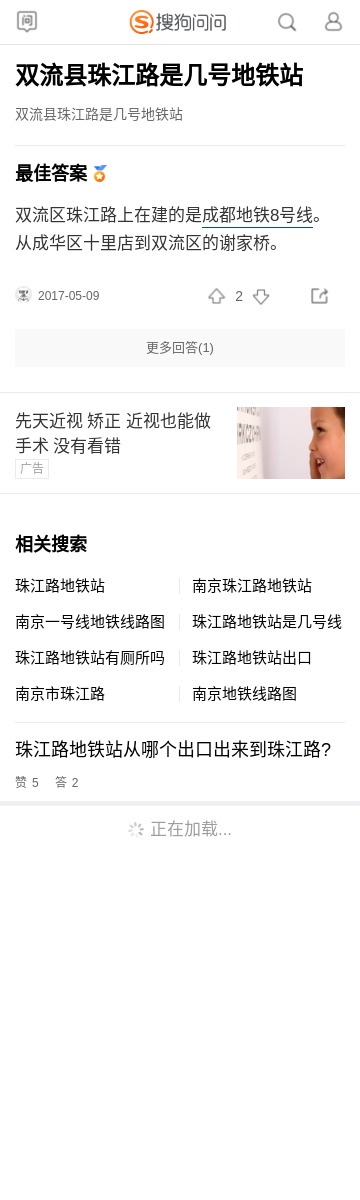 问
搜狗问问
双流县珠江路是几号地铁站
双流县珠江路是几号地铁站
最佳答案
双流区珠江路上在建的是成都地铁8号线。
从成华区十里店到双流区的谢家桥。
2017-05-09
2
更多回答(1)
先天近视 矫正 近视也能做
手术 没有看错
广告
相关搜索
珠江路地铁站
南京珠江路地铁站
南京一号线地铁线路图
珠江路地铁站是几号线
珠江路地铁站有厕所吗
珠江路地铁站出口
南京市珠江路
南京地铁线路图
珠江路地铁站从哪个出口出来到珠江路?
赞 5 答 2
正在加载...